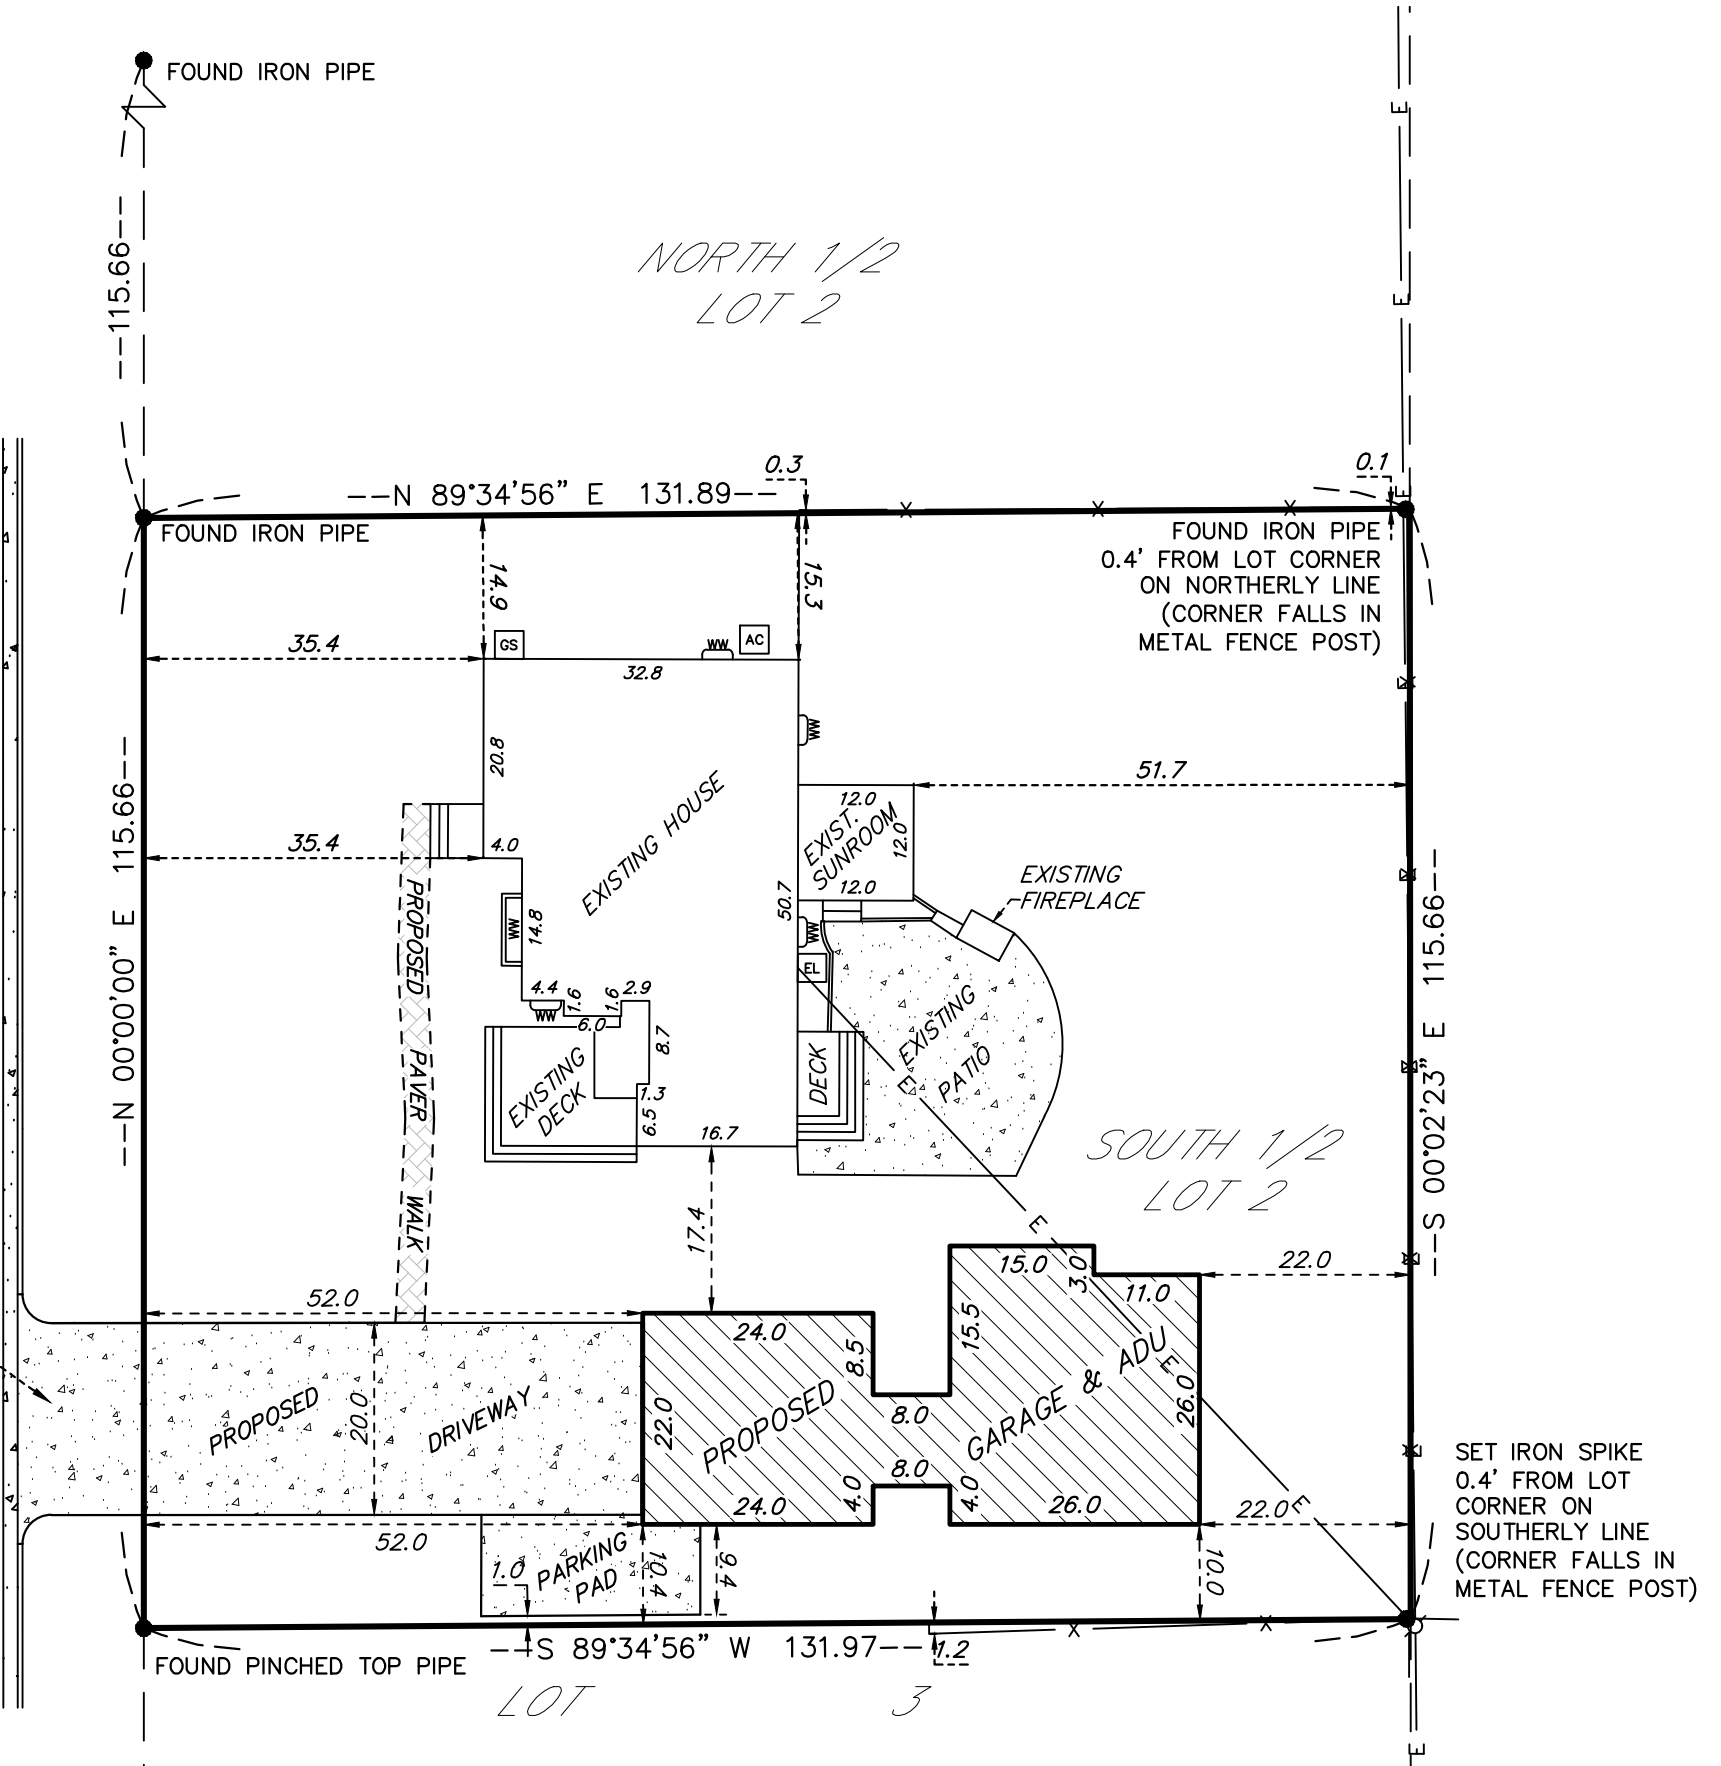 FOUND IRON PIPE
---115.66---
NORTH 1/2
LOT 2
E
E
E
0.3
0.1
--N 89°34'56" E 131.89--
X
X
X
FOUND IRON PIPE
FOUND IRON PIPE
0.4' FROM LOT CORNER
ON NORTHERLY LINE
(CORNER FALLS IN
METAL FENCE POST)
14.9
15.3
GS
WW
AC
35.4
32.8
20.8
WW
---N 00°00'00" E 115.66---
EXISTING HOUSE
51.7
12.0
EXIST.
SUNROOM
12.0
12.0
35.4
4.0
EXISTING
FIREPLACE
50.7
WW
14.8
WW
EL
PROPOSED
PAVER
WALK
4.4
1.6
1.6
2.9
WW
6.0
8.7
EXISTING
DECK
1.3
6.5
16.7
DECK
EXISTING
PATIO
E
---S 00°02'23" E 115.66---
SOUTH 1/2
LOT 2
17.4
E
15.0
3.0
11.0
22.0
52.0
24.0
8.5
15.5
PROPOSED
DRIVEWAY
20.0
22.0
PROPOSED
GARAGE & ADU
E
26.0
8.0
8.0
4.0
4.0
24.0
26.0
22.0
E
SET IRON SPIKE
0.4' FROM LOT
CORNER ON
SOUTHERLY LINE
(CORNER FALLS IN
METAL FENCE POST)
52.0
1.0
PARKING
PAD
10.4
9.4
10.0
X
X
--S 89°34'56" W 131.97--
1.2
FOUND PINCHED TOP PIPE
LOT 3
E